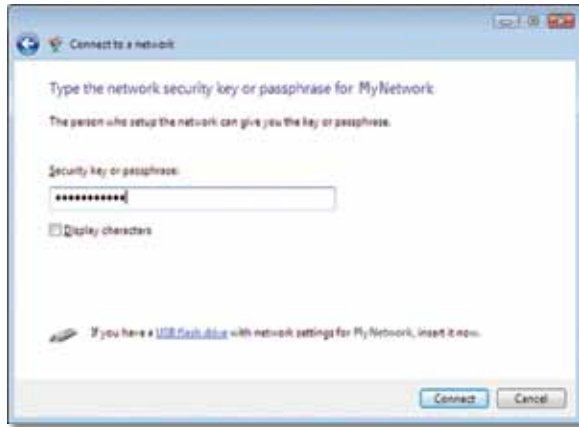 Connect to a network
Type the network security key or passphrase for MyNetwork
The person who setup the network can give you the key or passphrase.
Security key or passphrase:
•••••••••••
Display characters
If you have a USB flash drive with network settings for MyNetwork, insert it now.
Connect Cancel